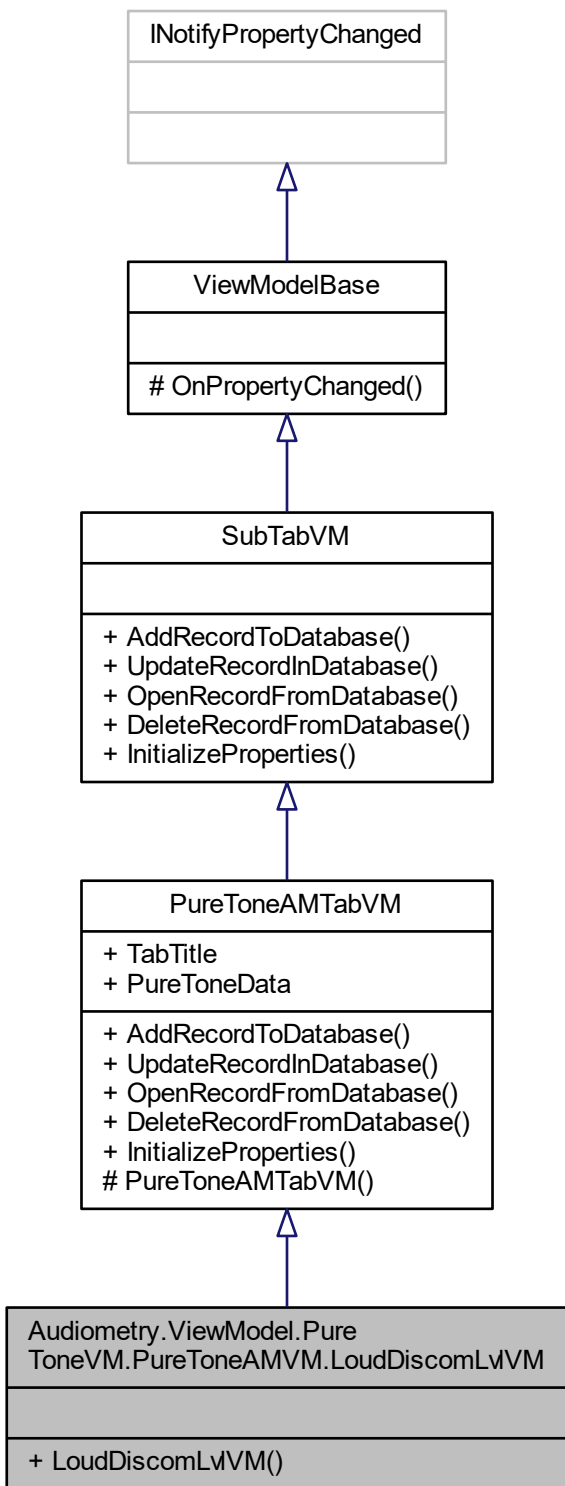 INotifyPropertyChanged
ViewModelBase
# OnPropertyChanged()
SubTabVM
+ AddRecordToDatabase()
+ UpdateRecordInDatabase()
+ OpenRecordFromDatabase()
+ DeleteRecordFromDatabase()
+ InitializeProperties()
PureToneAMTabVM
+ TabTitle
+ PureToneData
+ AddRecordToDatabase()
+ UpdateRecordInDatabase()
+ OpenRecordFromDatabase()
+ DeleteRecordFromDatabase()
+ InitializeProperties()
# PureToneAMTabVM()
Audiometry.ViewModel.Pure
ToneVM.PureToneAMVM.LoudDiscomLvlVM
+ LoudDiscomLvlVM()